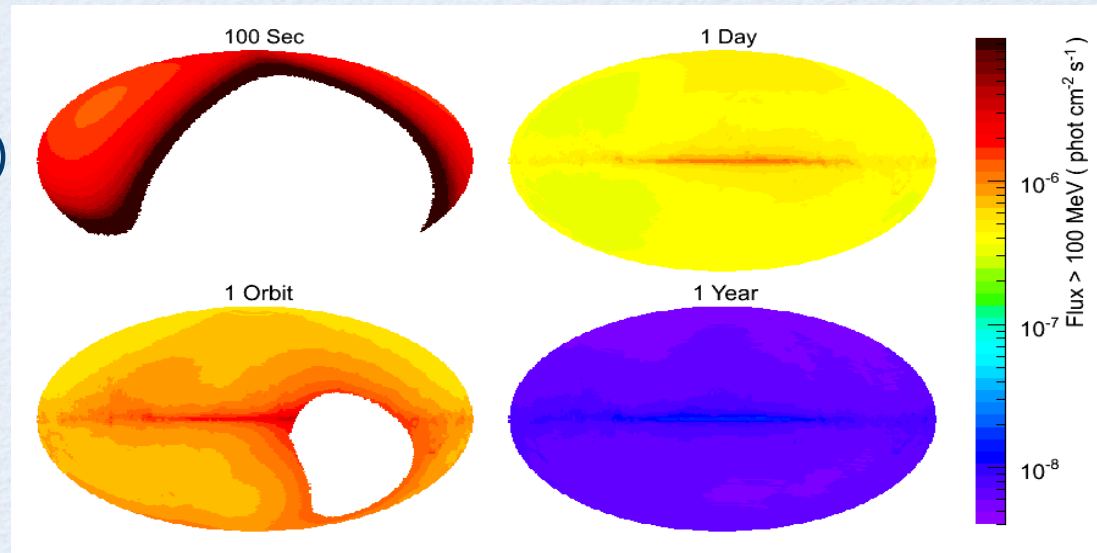 100 Sec
1 Day
1 Orbit
1 Year
)
10⁻⁶
10⁻⁷
10⁻⁸
Flux > 100 MeV ( phot cm⁻² s⁻¹ )